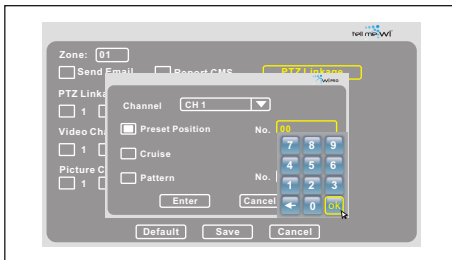 tell me wi
Zone: 01
Send Email Report CMS PTZ Linkage
PTZ Linka
Channel CH 1
1
Preset Position No. 00
Video Cha
7 8 9
1
Cruise
4 5 6
Picture C
Pattern No.
1 2 3
1
Enter Cancel
0 ok
Default Save Cancel